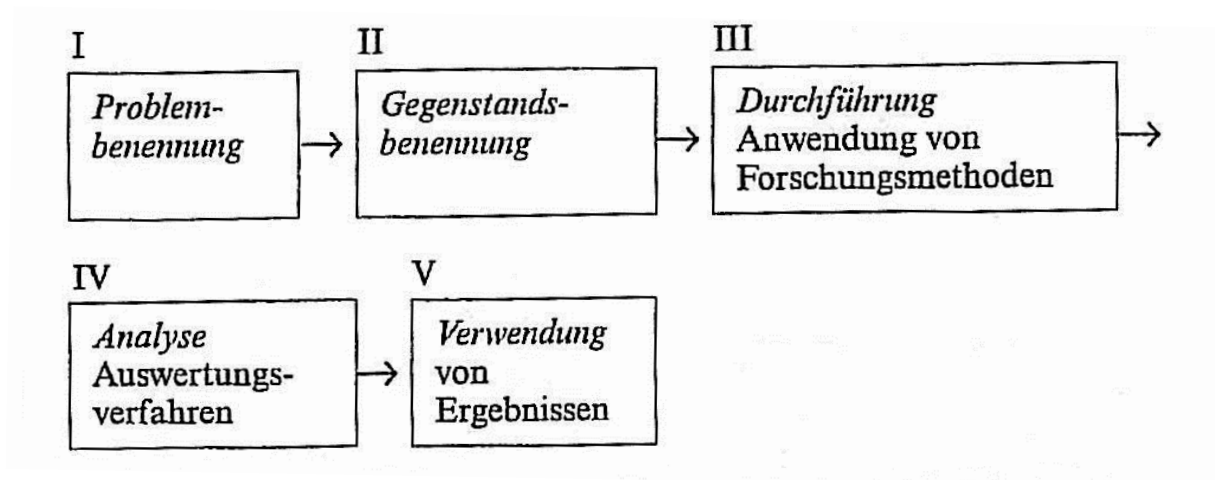 I
Problem-
benennung
II
Gegenstands-
benennung
III
Durchführung
Anwendung von
Forschungsmethoden
IV
Analyse
Auswertungs-
verfahren
V
Verwendung
von
Ergebnissen